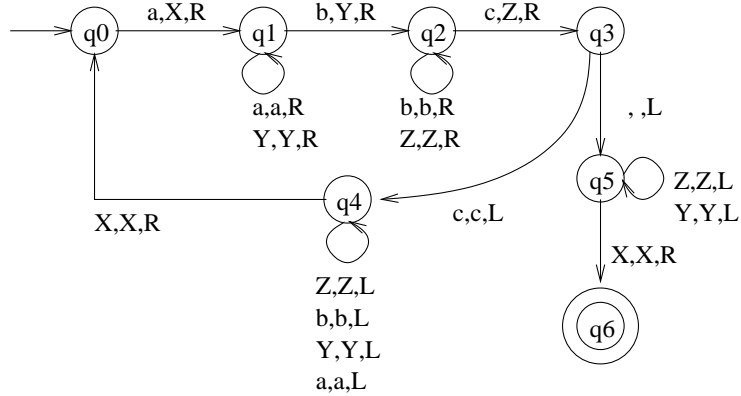 a,X,R
b,Y,R
c,Z,R
q0
q1
q2
q3
a,a,R
Y,Y,R
b,b,R
Z,Z,R
, ,L
q5
Z,Z,L
Y,Y,L
q4
X,X,R
c,c,L
X,X,R
Z,Z,L
b,b,L
Y,Y,L
a,a,L
q6